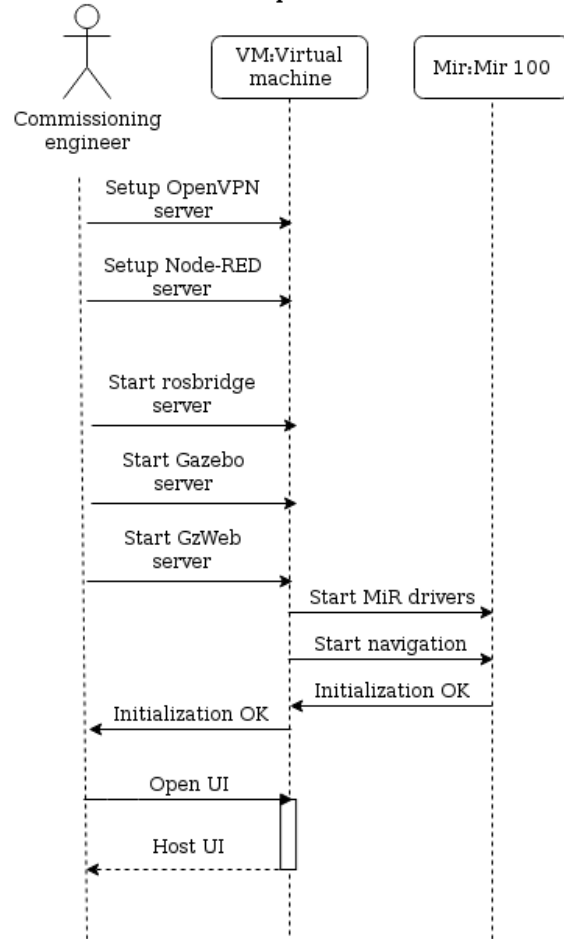 VM:Virtual
machine
Mir:Mir 100
Commissioning
engineer
Setup OpenVPN
server
Setup Node-RED
server
Start rosbridge
server
Start Gazebo
server
Start GzWeb
server
Start MiR drivers
Start navigation
Initialization OK
Initialization OK
Open UI
Host UI